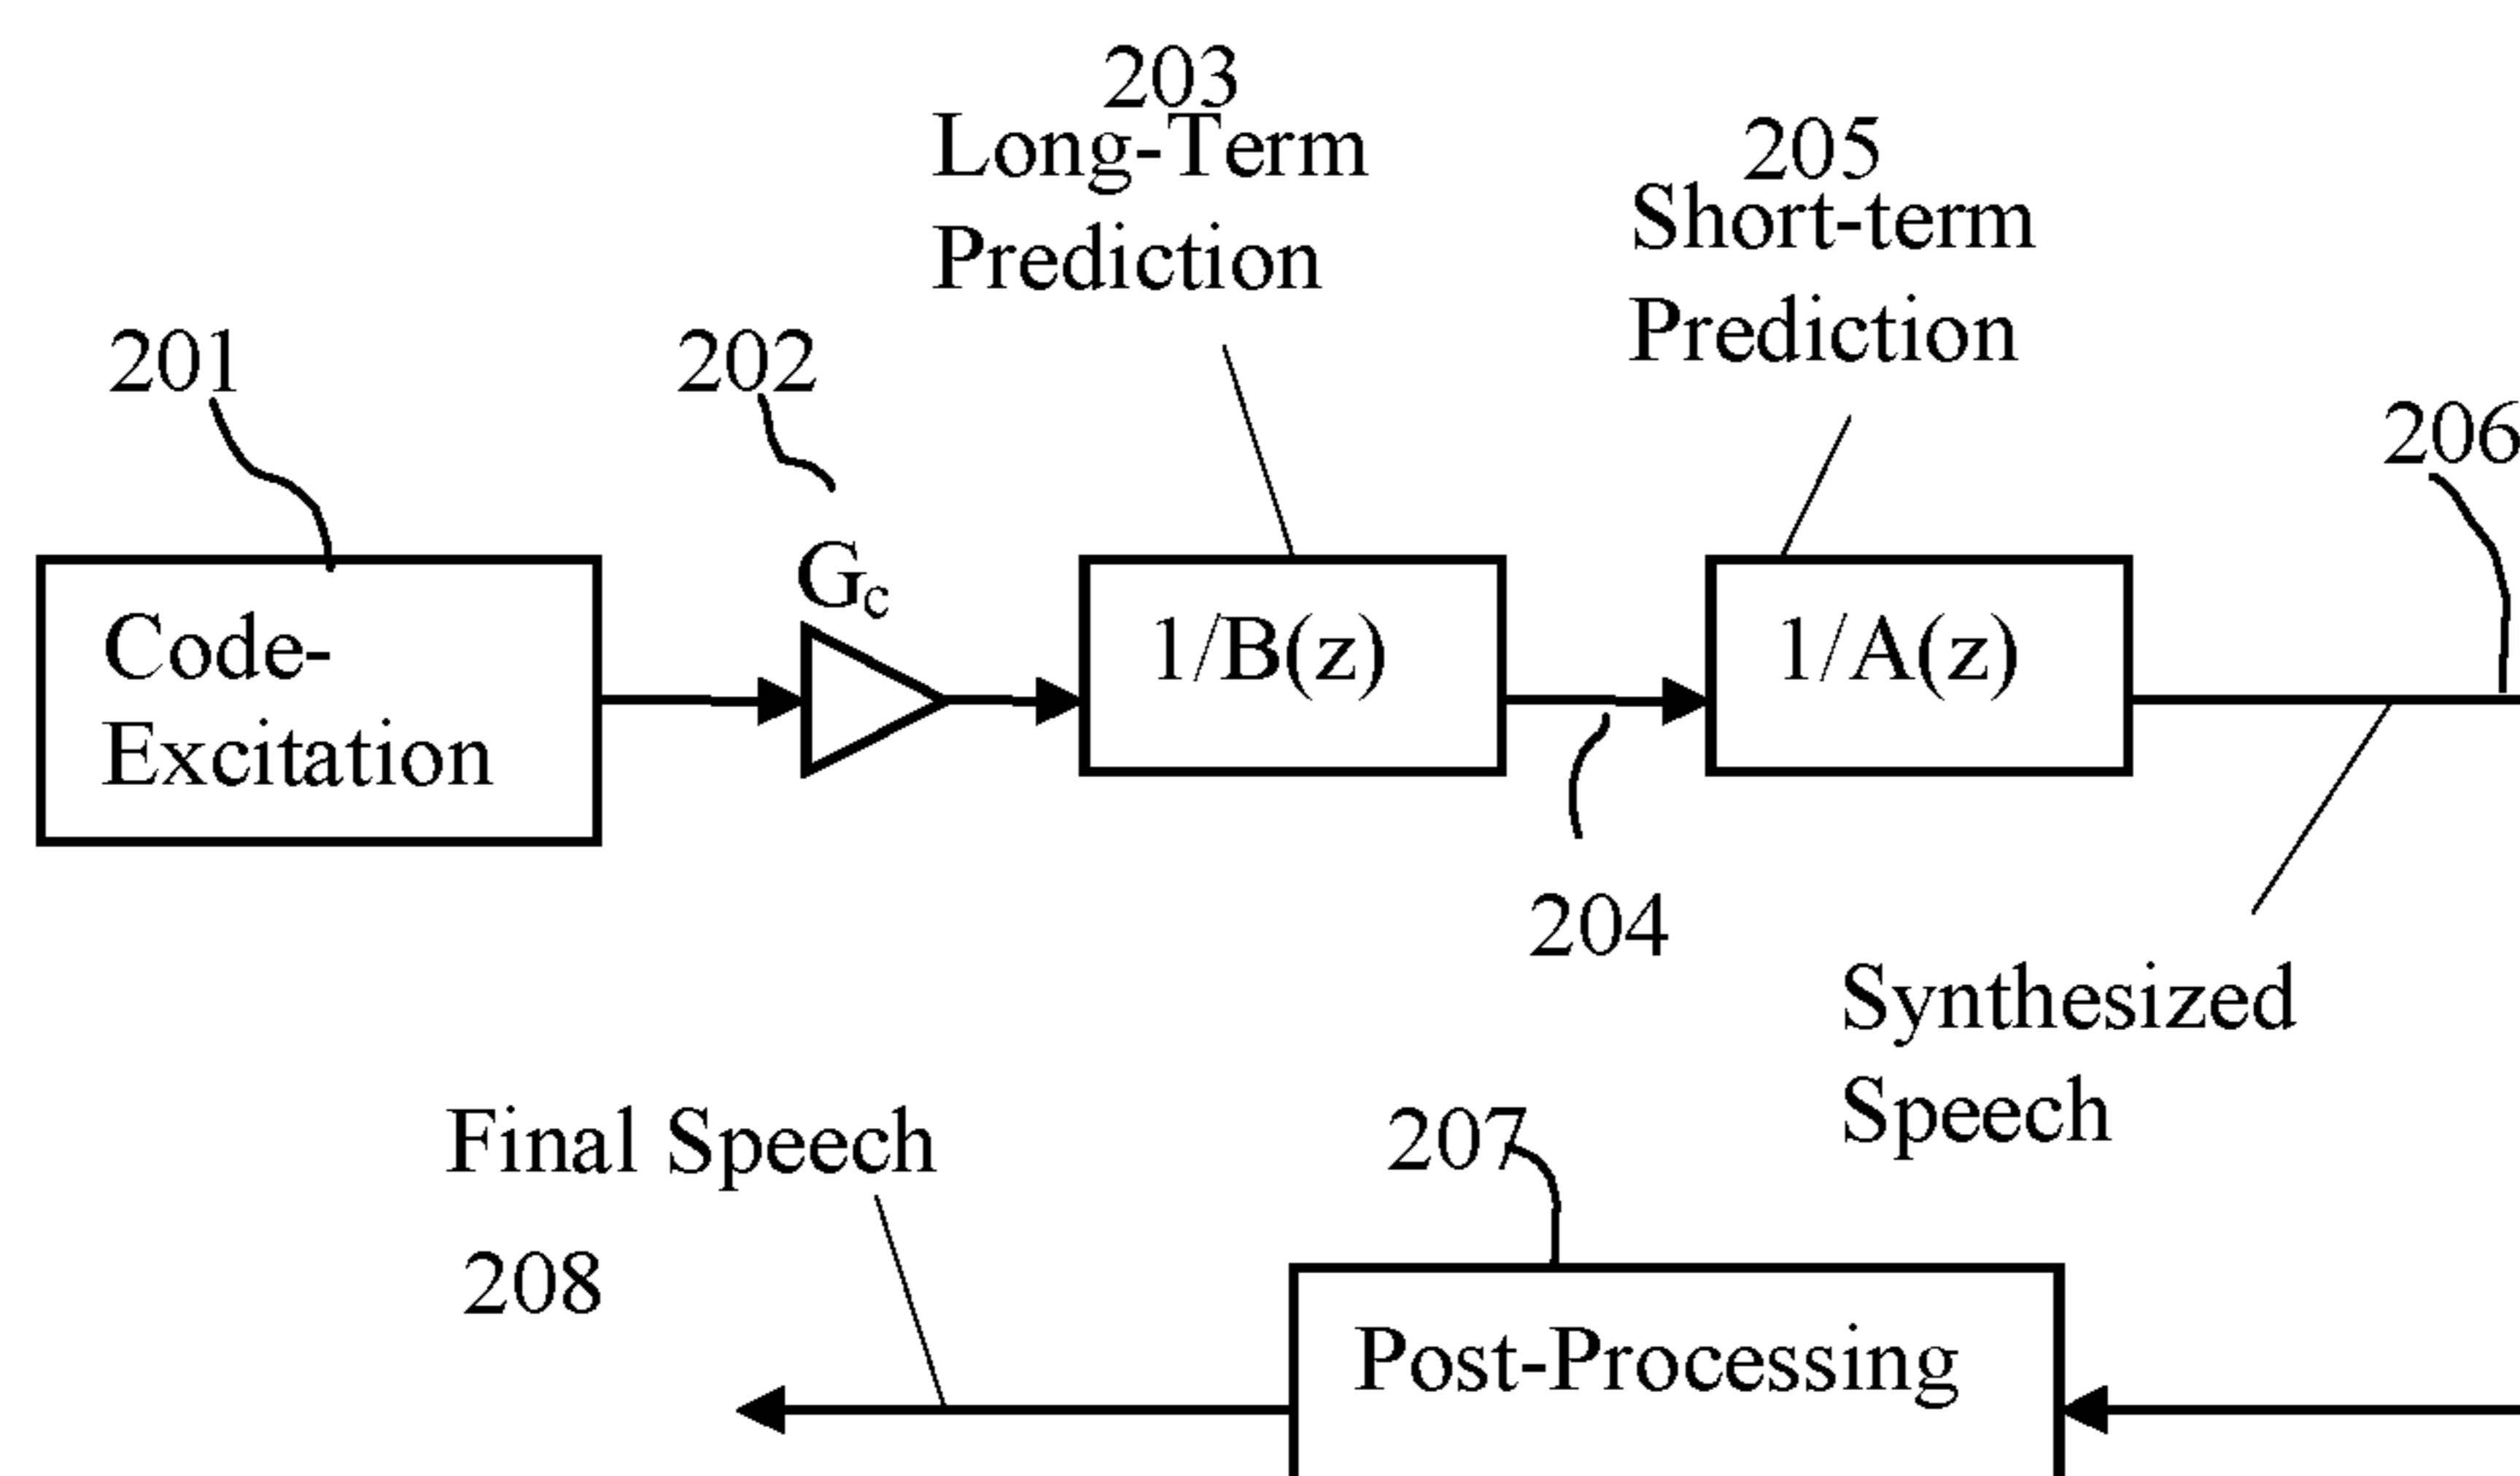 203
Long-Term
Prediction
205
Short-term
Prediction
201
202
206
Gc
Code-
Excitation
1/B(z)
1/A(z)
204
Synthesized
Speech
Final Speech
207
208
Post-Processing